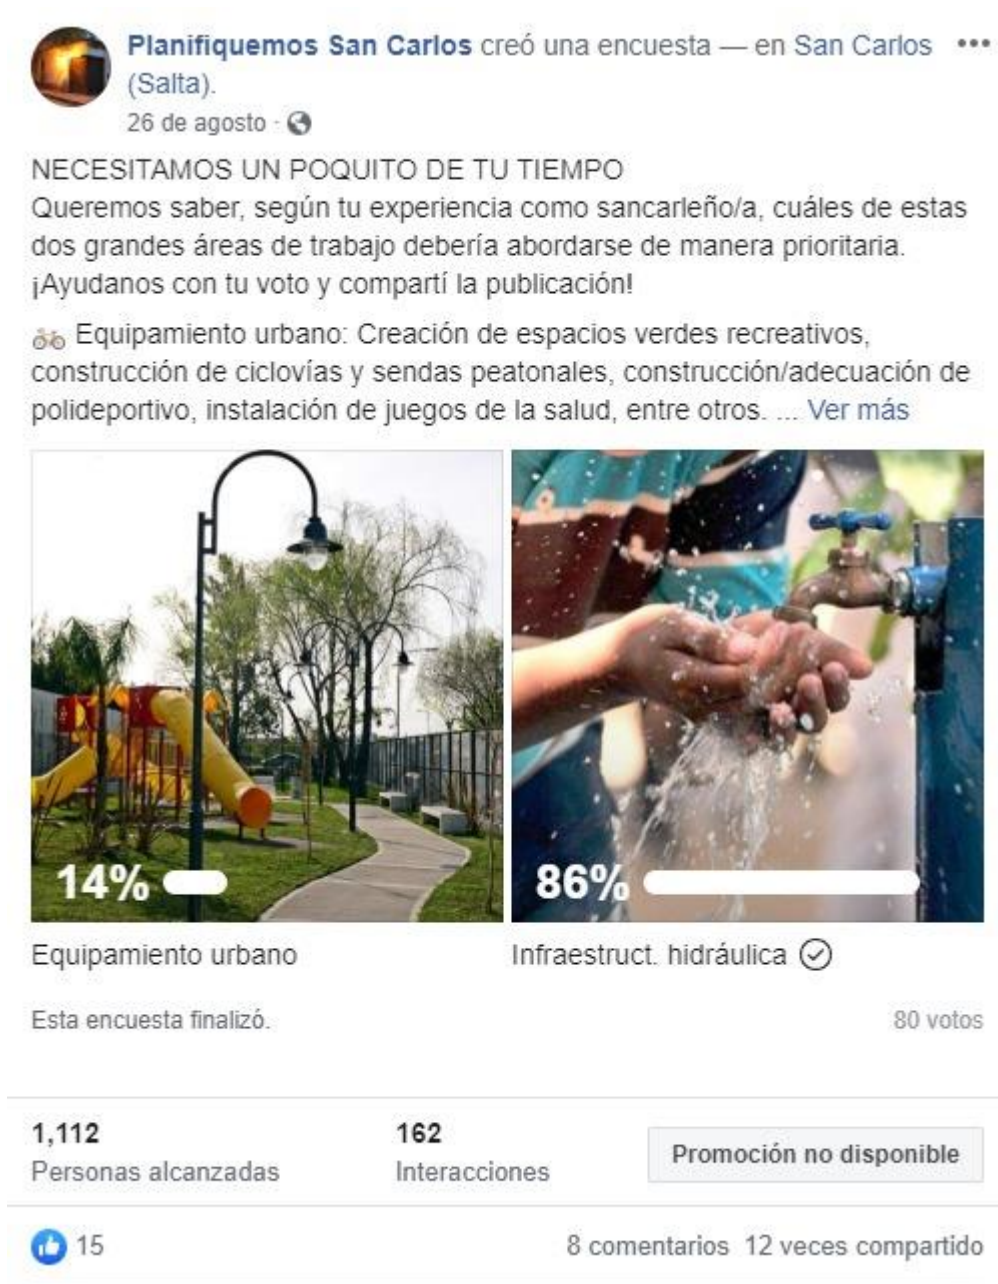 Planifiquemos San Carlos creó una encuesta — en San Carlos
(Salta).
26 de agosto ·
NECESITAMOS UN POQUITO DE TU TIEMPO
Queremos saber, según tu experiencia como sancarleño/a, cuáles de estas
dos grandes áreas de trabajo debería abordarse de manera prioritaria.
¡Ayudanos con tu voto y compartí la publicación!
Equipamiento urbano: Creación de espacios verdes recreativos,
construcción de ciclovías y sendas peatonales, construcción/adecuación de
polideportivo, instalación de juegos de la salud, entre otros. ... Ver más
14% 86%
Equipamiento urbano Infraestruct. hidráulica
Esta encuesta finalizó. 80 votos
1,112 162 Promoción no disponible
Personas alcanzadas Interacciones
15 8 comentarios 12 veces compartido